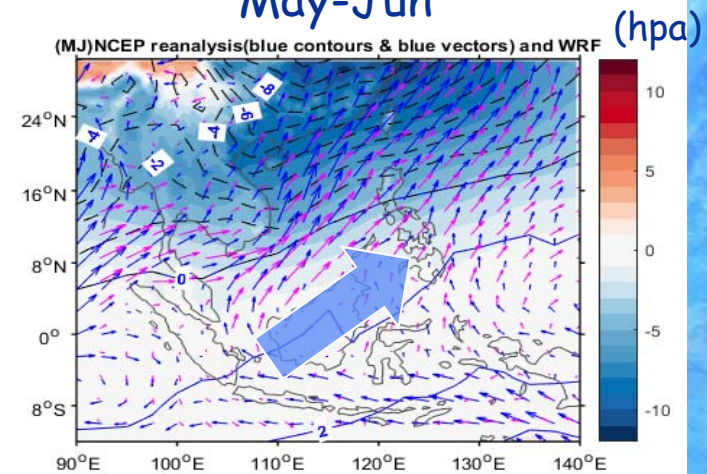 May-Jun
(hpa)
(MJ)NCEP reanalysis(blue contours & blue vectors) and WRF
24°N
16°N
8°N
0°
8°S
90°E 100°E 110°E 120°E 130°E 140°E
-4
-2
-4
-6
-8
0
2
10
5
0
-5
-10